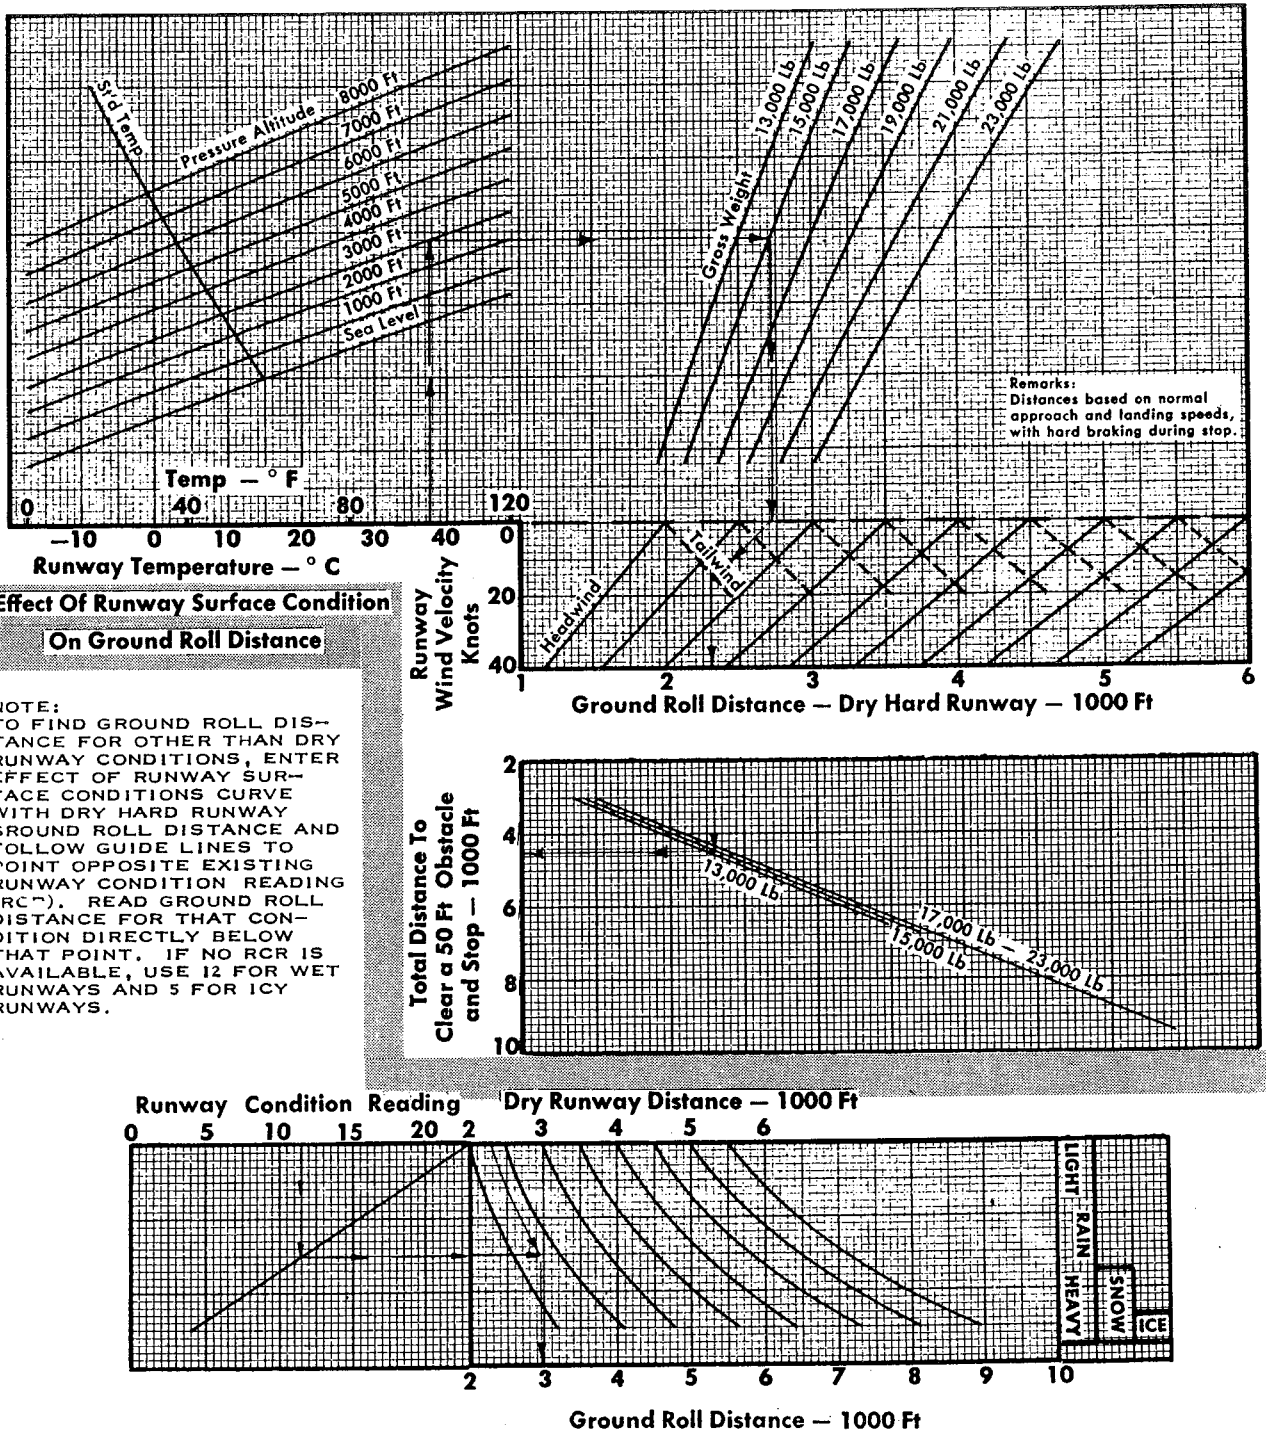 Std Temp
Pressure Altitude - 8000 Ft
7000 Ft
6000 Ft
5000 Ft
4000 Ft
3000 Ft
2000 Ft
1000 Ft
Sea Level
Gross Weight
13,000 Lb
15,000 Lb
17,000 Lb
19,000 Lb
21,000 Lb
23,000 Lb
Remarks:
Distances based on normal
approach and landing speeds,
with hard braking during stop.
Temp — ° F
0 40 80 120
—10 0 10 20 30 40
Runway Temperature — ° C
0
20
40
Runway
Wind Velocity
Knots
Headwind
Tailwind
1 2 3 4 5 6
Ground Roll Distance — Dry Hard Runway — 1000 Ft
Effect Of Runway Surface Condition
On Ground Roll Distance
NOTE:
TO FIND GROUND ROLL DIS—
TANCE FOR OTHER THAN DRY
RUNWAY CONDITIONS, ENTER
EFFECT OF RUNWAY SUR—
FACE CONDITIONS CURVE
WITH DRY HARD RUNWAY
GROUND ROLL DISTANCE AND
FOLLOW GUIDE LINES TO
POINT OPPOSITE EXISTING
RUNWAY CONDITION READING
READ GROUND ROLL
DISTANCE FOR THAT CON—
DITION DIRECTLY BELOW
THAT POINT. IF NO RCR IS
AVAILABLE, USE 12 FOR WET
RUNWAYS AND 5 FOR ICY
RUNWAYS.
2
4
6
8
10
Total Distance To
Clear a 50 Ft Obstacle
and Stop — 1000 Ft
13,000 Lb
15,000 Lb
17,000 Lb — 23,000 Lb
Runway Condition Reading
0 5 10 15 20
Dry Runway Distance — 1000 Ft
2 3 4 5 6
LIGHT — RAIN — HEAVY
SNOW
ICE
2 3 4 5 6 7 8 9 10
Ground Roll Distance — 1000 Ft